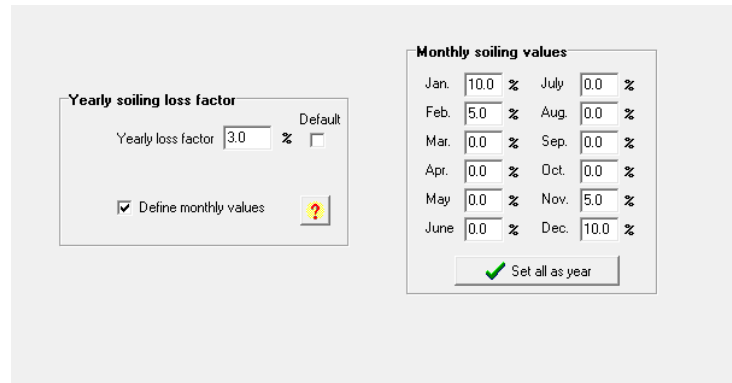 Yearly soiling loss factor
Default
Yearly loss factor 3.0 %
Define monthly values ?
Monthly soiling values
Jan. 10.0 % July 0.0 %
Feb. 5.0 % Aug. 0.0 %
Mar. 0.0 % Sep. 0.0 %
Apr. 0.0 % Oct. 0.0 %
May 0.0 % Nov. 5.0 %
June 0.0 % Dec. 10.0 %
Set all as year